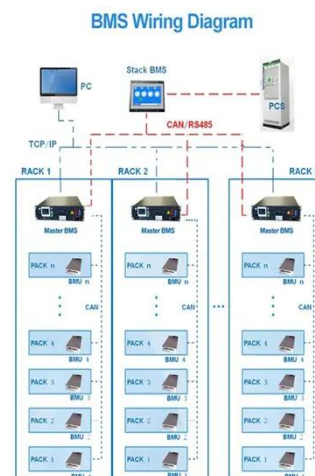 BMS Wiring Diagram
Stack BMS
PC
PCS
CAN/RS485
TCP/IP
RACK 1
RACK 2
RACK
Master BMS
Master BMS
Master BMS
PACK n
PACK n
PACK n
BMU n
BMU n
BMU n
CAN
CAN
CAN
PACK 4
PACK 4
PACK 4
BMU 4
BMU 4
BMU 4
PACK 3
PACK 3
PACK 3
BMU 3
BMU 3
BMU 3
PACK 2
PACK 2
PACK 2
BMU 2
BMU 2
BMU 2
PACK 1
PACK 1
PACK 1